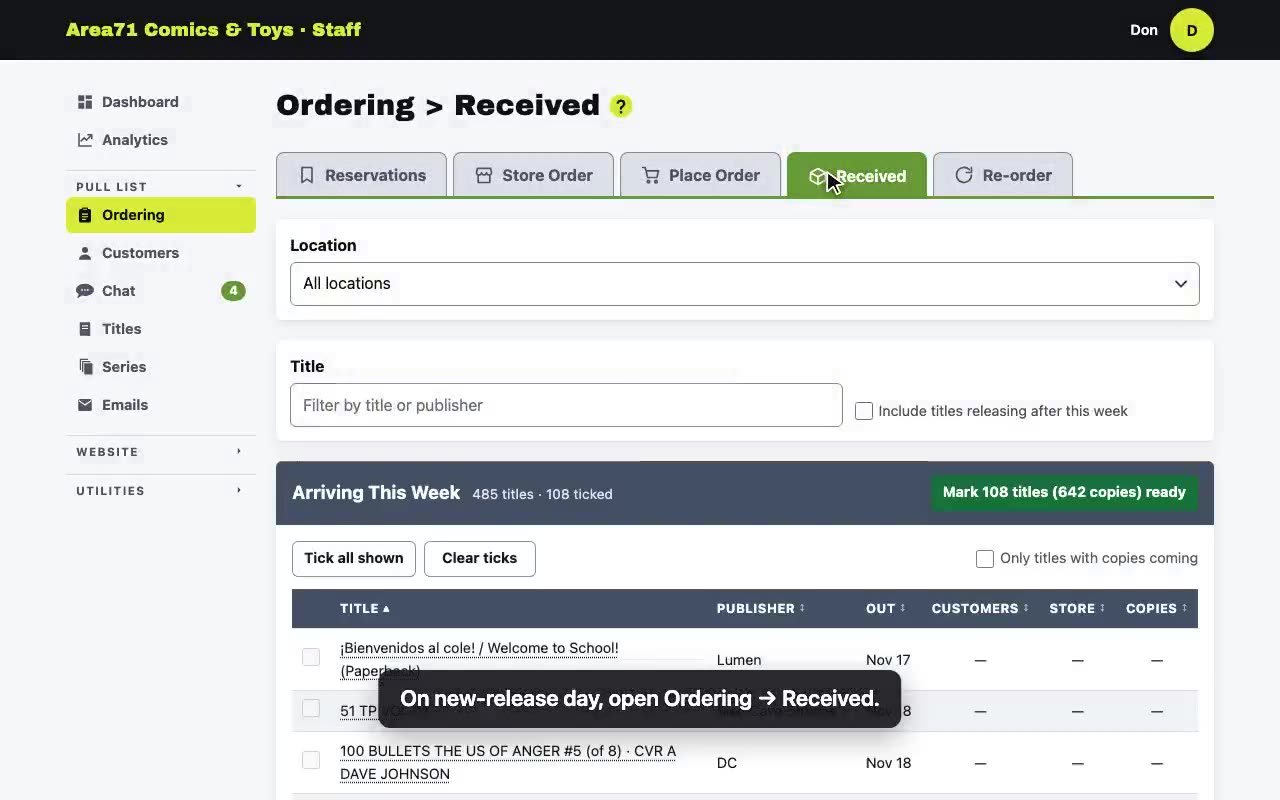 Area71 Comics & Toys · Staff
Don D
Dashboard
Analytics
PULL LIST
Ordering
Customers
Chat 4
Titles
Series
Emails
WEBSITE
UTILITIES
Ordering > Received ?
Reservations
Store Order
Place Order
Received
Re-order
Location
All locations
Title
Filter by title or publisher
Include titles releasing after this week
Arriving This Week 485 titles · 108 ticked
Mark 108 titles (642 copies) ready
Tick all shown
Clear ticks
Only titles with copies coming
TITLE ▲ PUBLISHER ↕ OUT ↕ CUSTOMERS ↕ STORE ↕ COPIES ↕
¡Bienvenidos al cole! / Welcome to School!
(Paperback)
Lumen Nov 17 — — —
51 TP — — —
On new-release day, open Ordering → Received.
100 BULLETS THE US OF ANGER #5 (of 8) · CVR A
DAVE JOHNSON
DC Nov 18 — — —